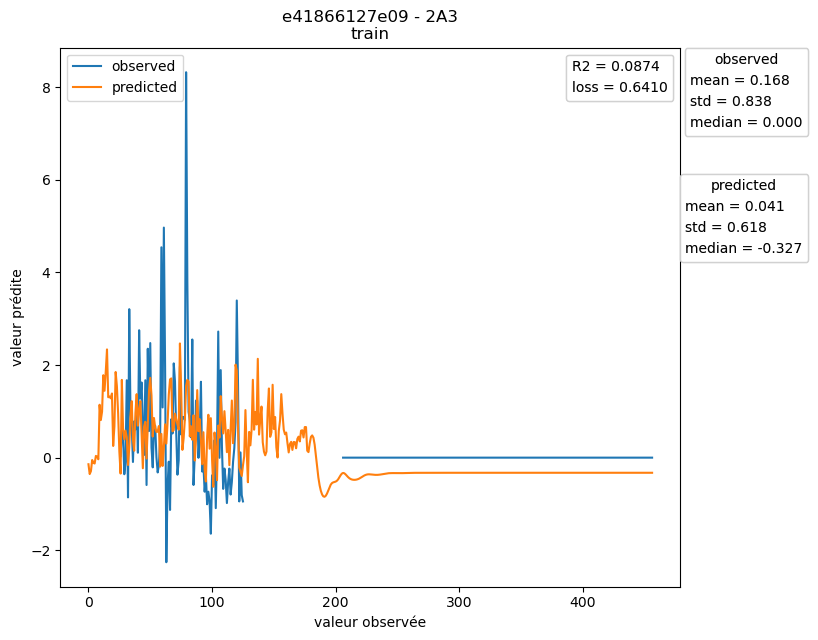 e41866127e09 - 2A3
train
observed
predicted
R2 = 0.0874
loss = 0.6410
observed
mean = 0.168
std = 0.838
median = 0.000
predicted
mean = 0.041
std = 0.618
median = -0.327
valeur prédite
8
6
4
2
0
−2
0
100
200
300
400
valeur observée